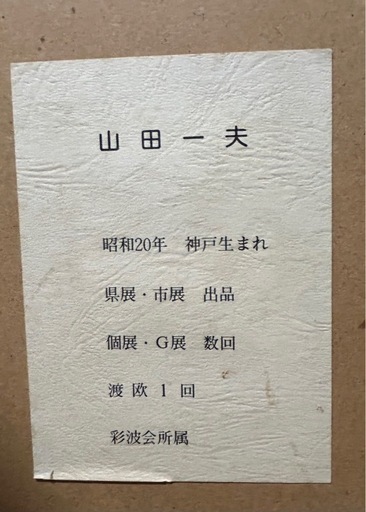 山田一夫
昭和20年　神戸生まれ
県展・市展　出品
個展・G展　数回
渡欧1回
彩波会所属